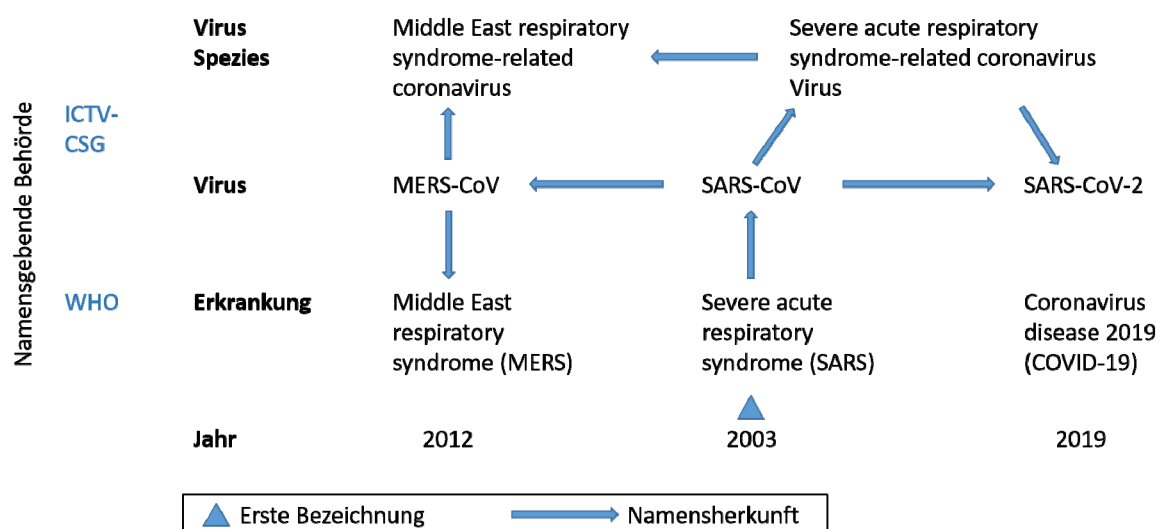 Namensgebende Behörde
ICTV-
CSG
WHO
Virus
Spezies
Middle East respiratory
syndrome-related
coronavirus
Severe acute respiratory
syndrome-related coronavirus
Virus
Virus
MERS-CoV
SARS-CoV
SARS-CoV-2
Erkrankung
Middle East
respiratory
syndrome (MERS)
Severe acute
respiratory
syndrome (SARS)
Coronavirus
disease 2019
(COVID-19)
Jahr
2012
2003
2019
Erste Bezeichnung
Namensherkunft